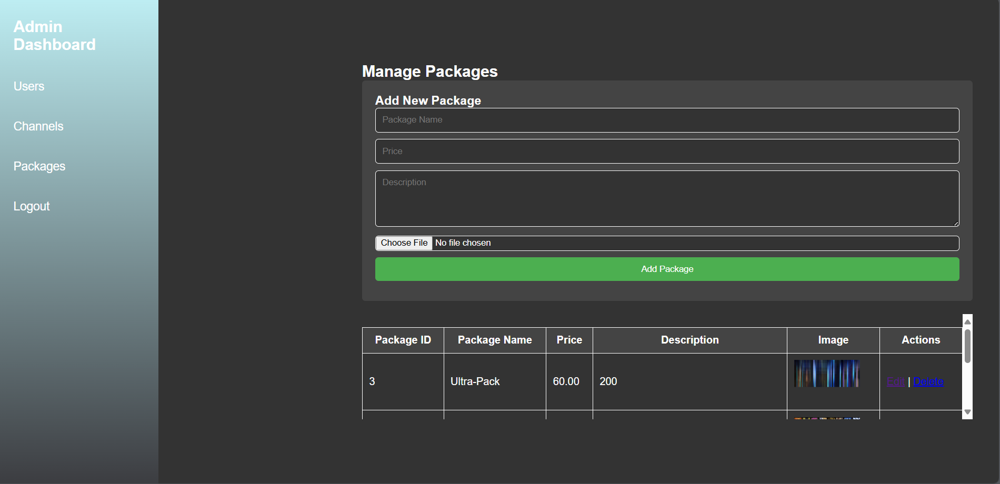 Admin
Dashboard
Users
Channels
Packages
Logout
Manage Packages
Add New Package
Package Name
Price
Description
Choose File No file chosen
Add Package
Package ID Package Name Price Description Image Actions
3 Ultra-Pack 60.00 200 Edit | Delete